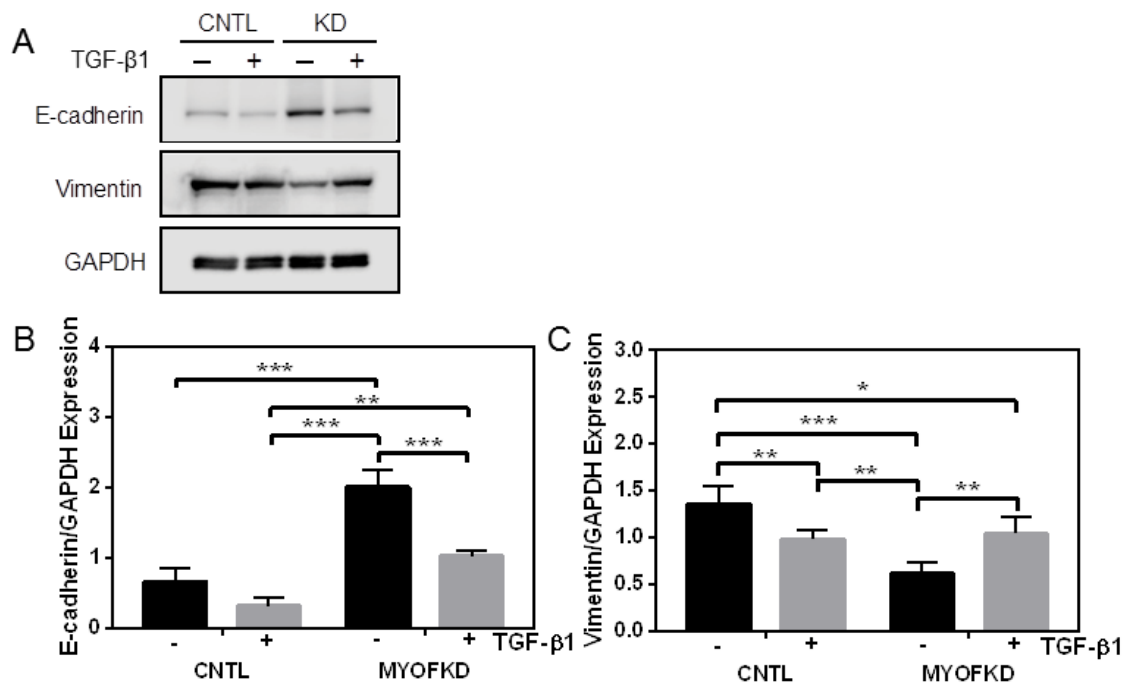 A
CNTL KD
TGF-β1 – + – +
E-cadherin
Vimentin
GAPDH
B
E-cadherin/GAPDH Expression
4
3
2
1
0
***
**
***
***
- + - + TGF-β1
CNTL MYOFKD
C
Vimentin/GAPDH Expression
3.0
2.5
2.0
1.5
1.0
0.5
0.0
*
***
**
**
**
- + - + TGF-β1
CNTL MYOFKD